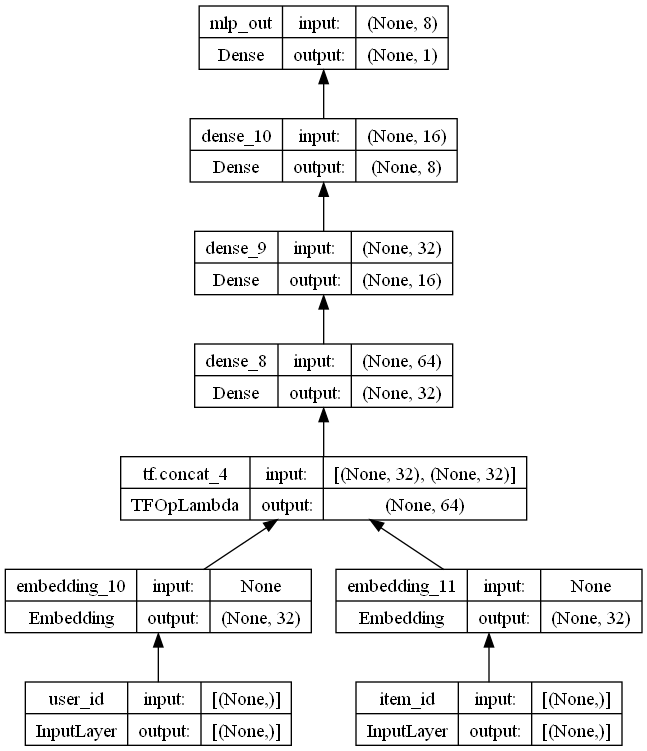 mlp_out input: (None, 8)
Dense output: (None, 1)
dense_10 input: (None, 16)
Dense output: (None, 8)
dense_9 input: (None, 32)
Dense output: (None, 16)
dense_8 input: (None, 64)
Dense output: (None, 32)
tf.concat_4 input: [(None, 32), (None, 32)]
TFOpLambda output: (None, 64)
embedding_10 input: None
Embedding output: (None, 32)
embedding_11 input: None
Embedding output: (None, 32)
user_id input: [(None,)]
InputLayer output: [(None,)]
item_id input: [(None,)]
InputLayer output: [(None,)]